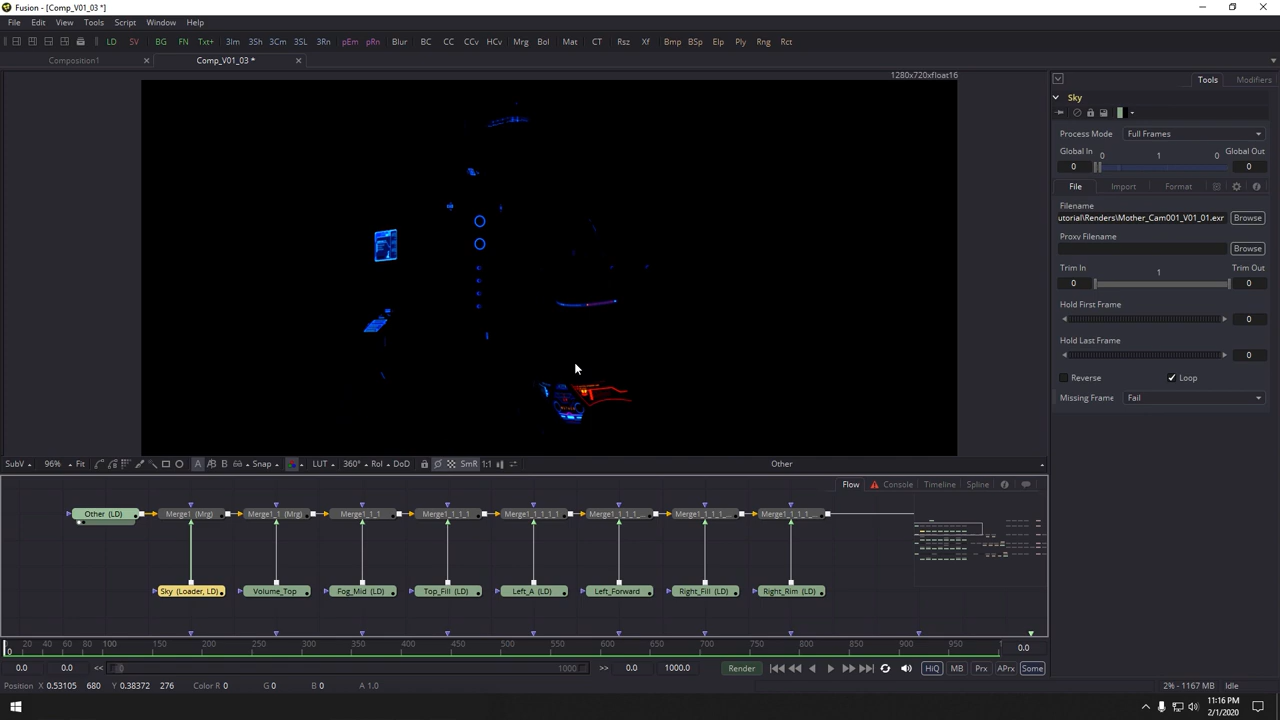 Fusion - [Comp_V01_03 *]
File Edit View Tools Script Window Help
LD SV BG FN Txt+ 3Im 3Sh 3Cm 3SL 3Rn pEm pRn Blur BC CC CCv HCv Mrg Bol Mat CT Rsz Xf Bmp BSp Elp Ply Rng Rct
Composition1 Comp_V01_03 *
1280x720xfloat16
Tools Modifiers
Sky
Process Mode Full Frames
Global In 0 1 0 Global Out
0 0
File Import Format
Filename
utorial\Renders\Mother_Cam001_V01_01.exr Browse
Proxy Filename
Browse
Trim In 1 Trim Out
0 0
Hold First Frame
0
Hold Last Frame
0
Reverse Loop
Missing Frame Fail
SubV 96% Fit A B Snap LUT 360° Rol DoD SmR 1:1 Other
Flow Console Timeline Spline
Other (LD) Merge1 (Mrg) Merge1_1 (Mrg) Merge1_1_1 Merge1_1_1_1 Merge1_1_1_1_1 Merge1_1_1_1_... Merge1_1_1_1_... Merge1_1_1_1_...
Sky (Loader, LD) Volume_Top Fog_Mid (LD) Top_Fill (LD) Left_A (LD) Left_Forward Right_Fill (LD) Right_Rim (LD)
0 20 40 60 80 100 150 200 250 300 350 400 450 500 550 600 650 700 750 800 850 900 950 1 0.0
0.0 0.0 << 0 1000 >> 0.0 1000.0 Render HiQ MB Prx APrx Some
Position X 0.53105 680 Y 0.38372 276 Color R 0 G 0 B 0 A 1.0 2% - 1167 MB Idle
11:16 PM
2/1/2020